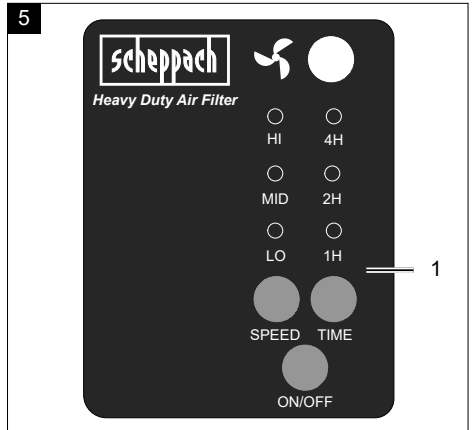 5
scheppach
Heavy Duty Air Filter
HI 4H
MID 2H
LO 1H
1
SPEED TIME
ON/OFF